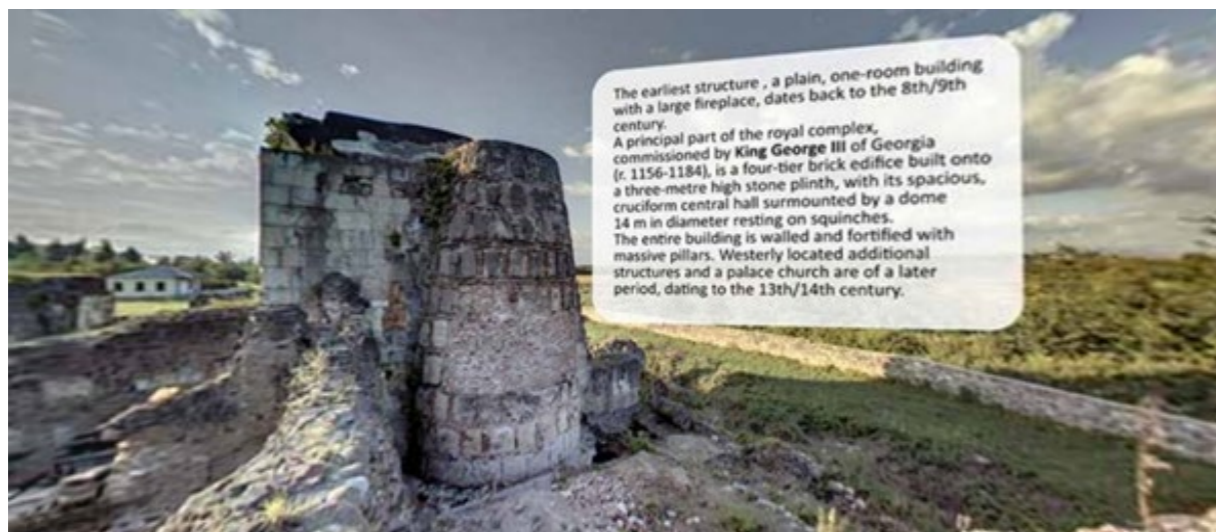 The earliest structure , a plain, one-room building
with a large fireplace, dates back to the 8th/9th
century.
A principal part of the royal complex,
commissioned by King George III of Georgia
(r. 1156-1184), is a four-tier brick edifice built onto
a three-metre high stone plinth, with its spacious,
cruciform central hall surmounted by a dome
14 m in diameter resting on squinches.
The entire building is walled and fortified with
massive pillars. Westerly located additional
structures and a palace church are of a later
period, dating to the 13th/14th century.